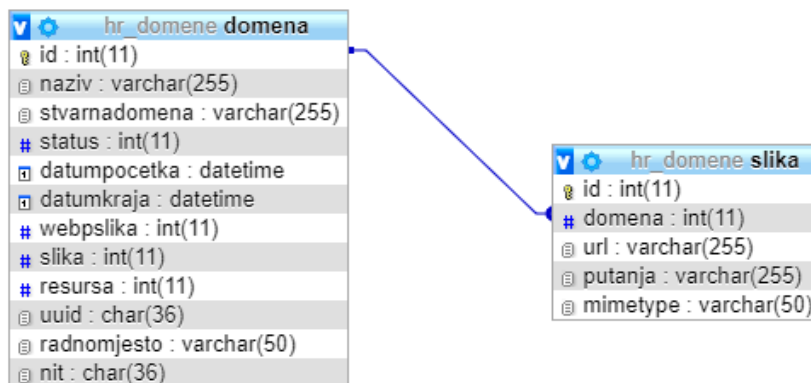 hr_domene domena
id : int(11)
naziv : varchar(255)
stvarnadomena : varchar(255)
status : int(11)
datumpocetka : datetime
datumkraja : datetime
webpslika : int(11)
slika : int(11)
resursa : int(11)
uuid : char(36)
radnomjesto : varchar(50)
nit : char(36)
hr_domene slika
id : int(11)
domena : int(11)
url : varchar(255)
putanja : varchar(255)
mimetype : varchar(50)